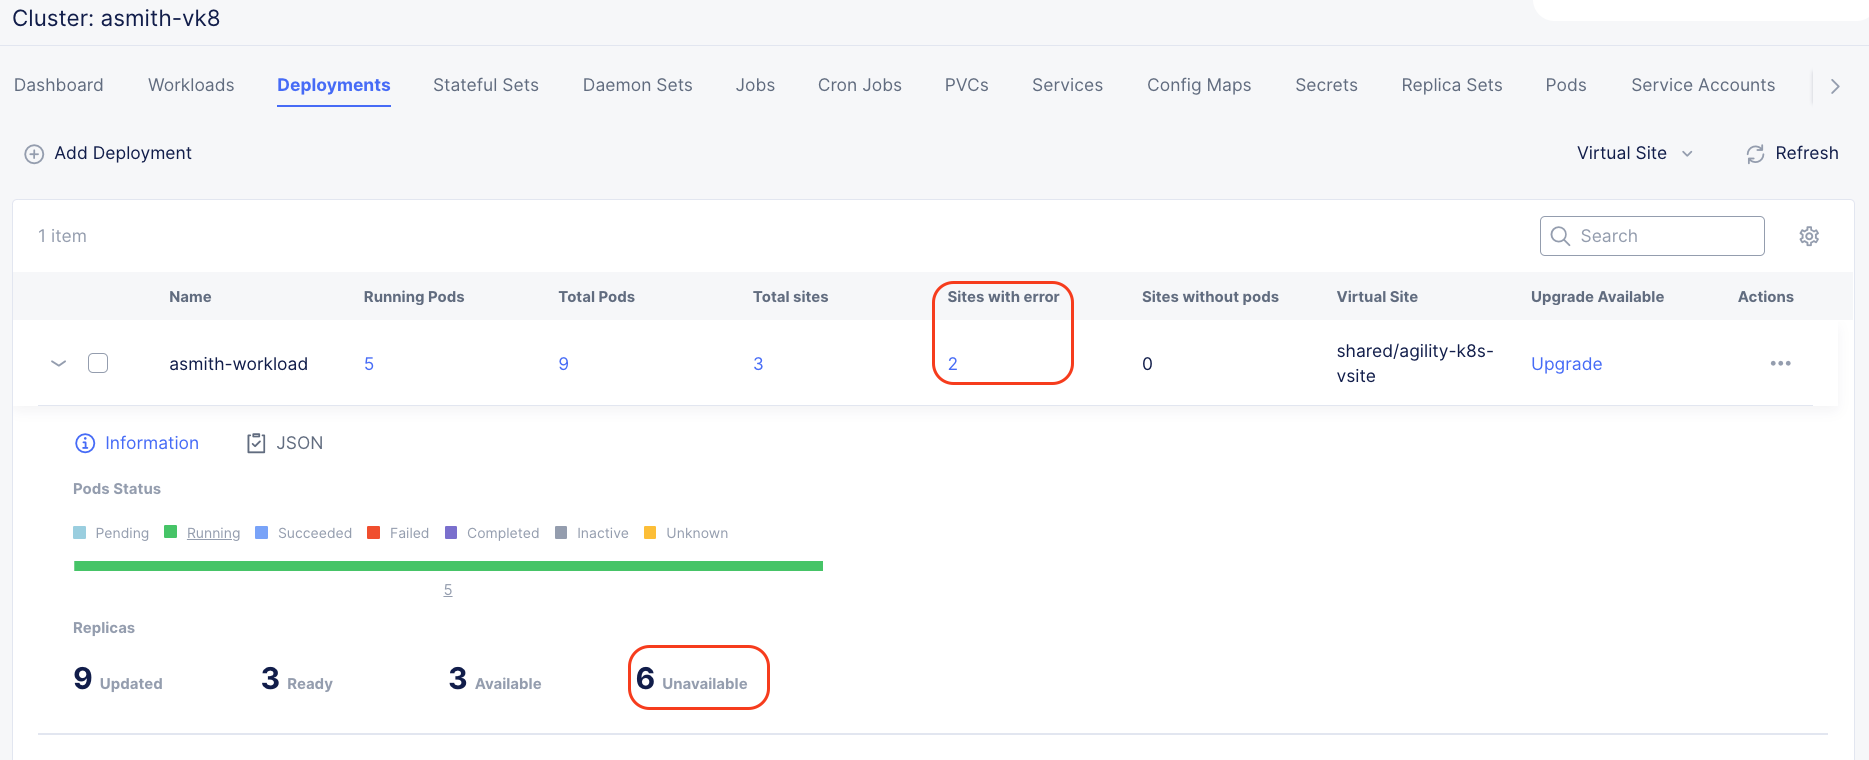 Cluster: asmith-vk8
Dashboard Workloads Deployments Stateful Sets Daemon Sets Jobs Cron Jobs PVCs Services Config Maps Secrets Replica Sets Pods Service Accounts
Add Deployment Virtual Site Refresh
1 item Search
Name Running Pods Total Pods Total sites Sites with error Sites without pods Virtual Site Upgrade Available Actions
asmith-workload 5 9 3 2 0 shared/agility-k8s- Upgrade
vsite
Information JSON
Pods Status
Pending Running Succeeded Failed Completed Inactive Unknown
5
Replicas
9 Updated 3 Ready 3 Available 6 Unavailable